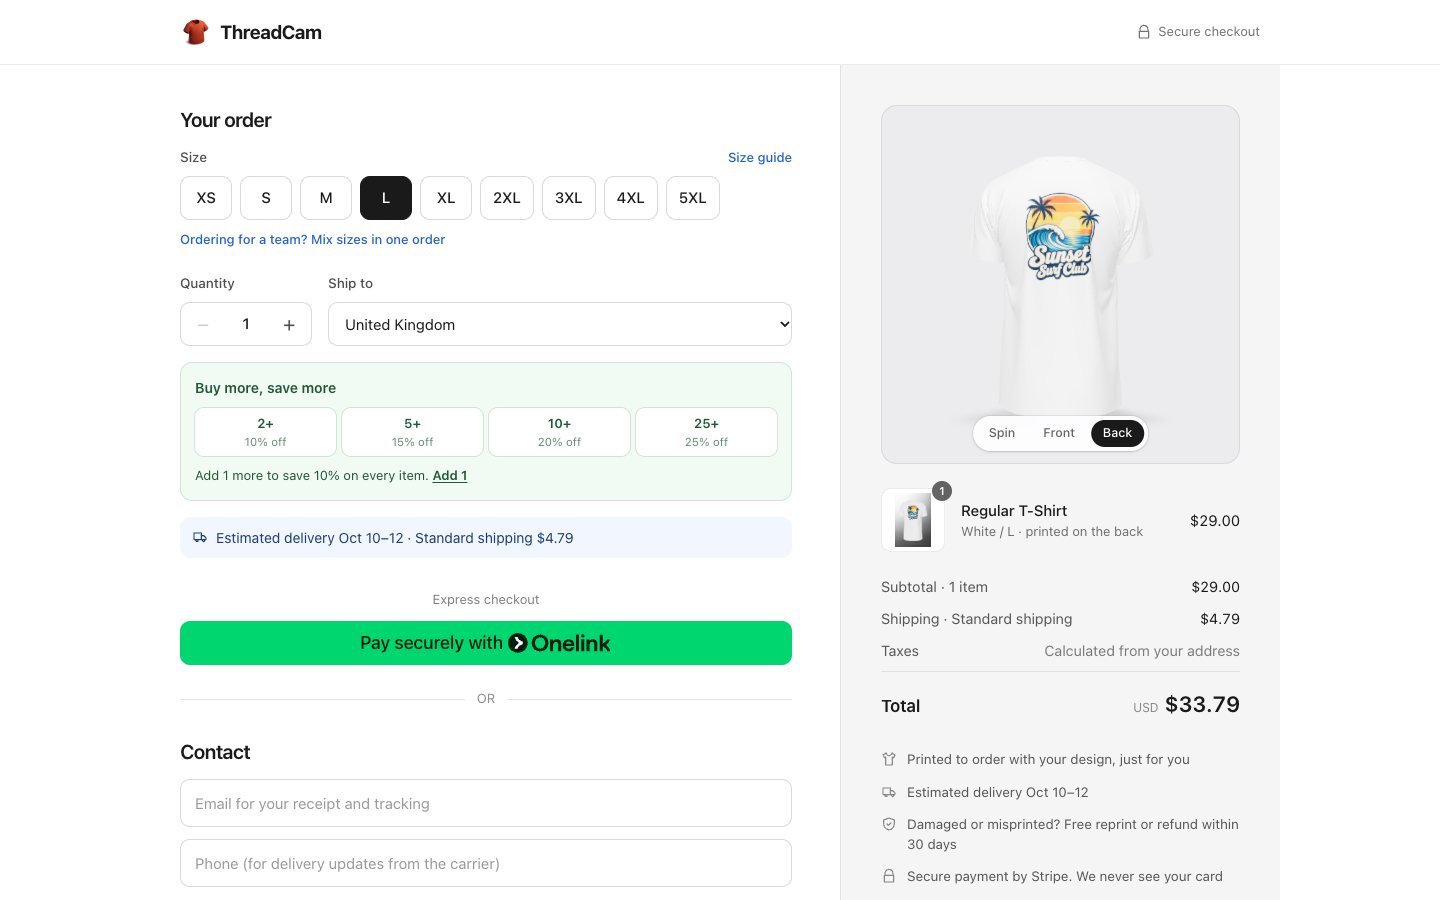 ThreadCam
Secure checkout
Your order
Size
Size guide
XS
S
M
L
XL
2XL
3XL
4XL
5XL
Ordering for a team? Mix sizes in one order
Quantity
Ship to
− 1 +
United Kingdom
Buy more, save more
2+
10% off
5+
15% off
10+
20% off
25+
25% off
Add 1 more to save 10% on every item. Add 1
Estimated delivery Oct 10–12 · Standard shipping $4.79
Express checkout
Pay securely with Onelink
OR
Contact
Email for your receipt and tracking
Phone (for delivery updates from the carrier)
Sunset
Surf Club
Spin
Front
Back
1
Regular T-Shirt
White / L · printed on the back
$29.00
Subtotal · 1 item
$29.00
Shipping · Standard shipping
$4.79
Taxes
Calculated from your address
Total
USD $33.79
Printed to order with your design, just for you
Estimated delivery Oct 10–12
Damaged or misprinted? Free reprint or refund within
30 days
Secure payment by Stripe. We never see your card